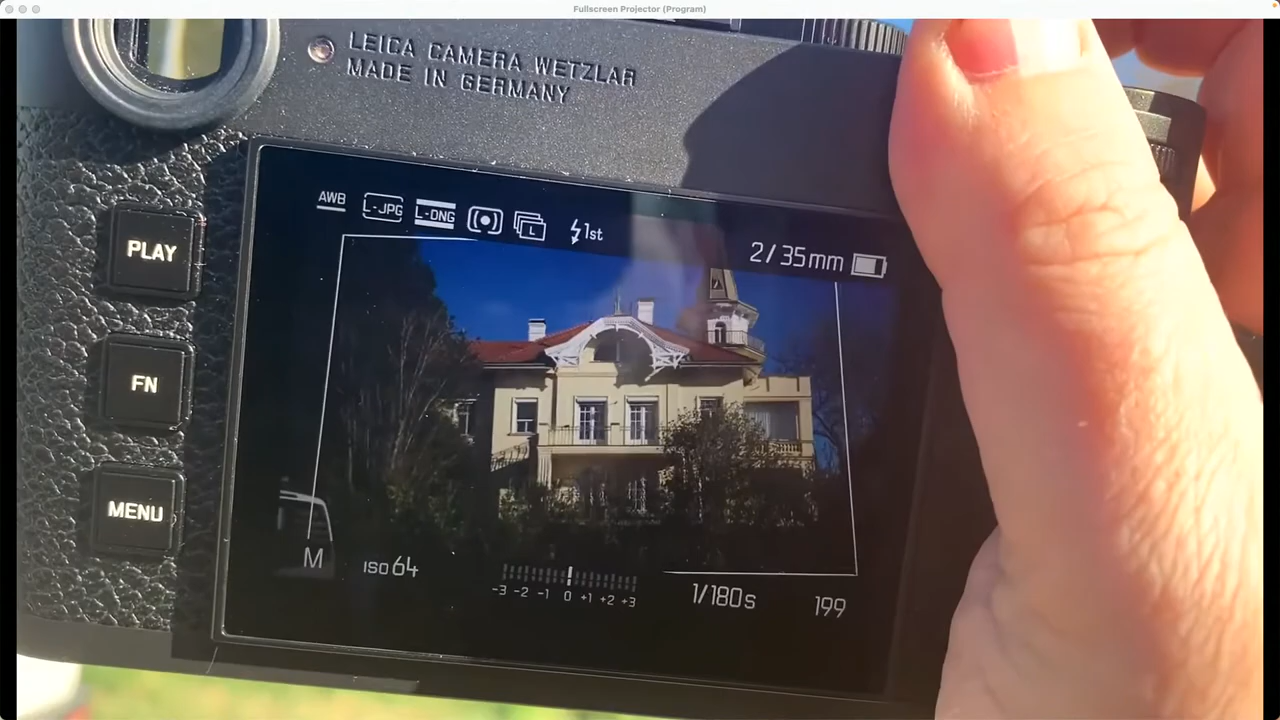 Fullscreen Projector (Program)
LEICA CAMERA WETZLAR
MADE IN GERMANY
AWB L-JPG L-DNG L 1st
2/35mm
PLAY
FN
MENU
M ISO 64
-3 -2 -1 0 +1 +2 +3
1/180s 199